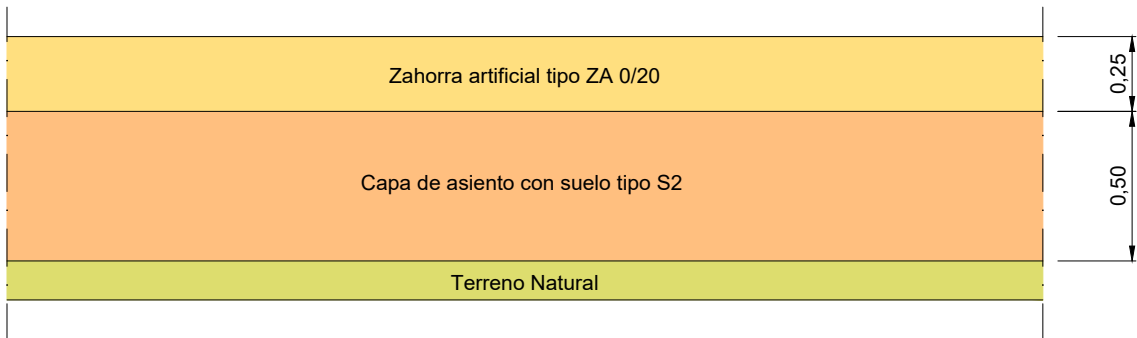 Zahorra artificial tipo ZA 0/20
0,25
Capa de asiento con suelo tipo S2
0,50
Terreno Natural